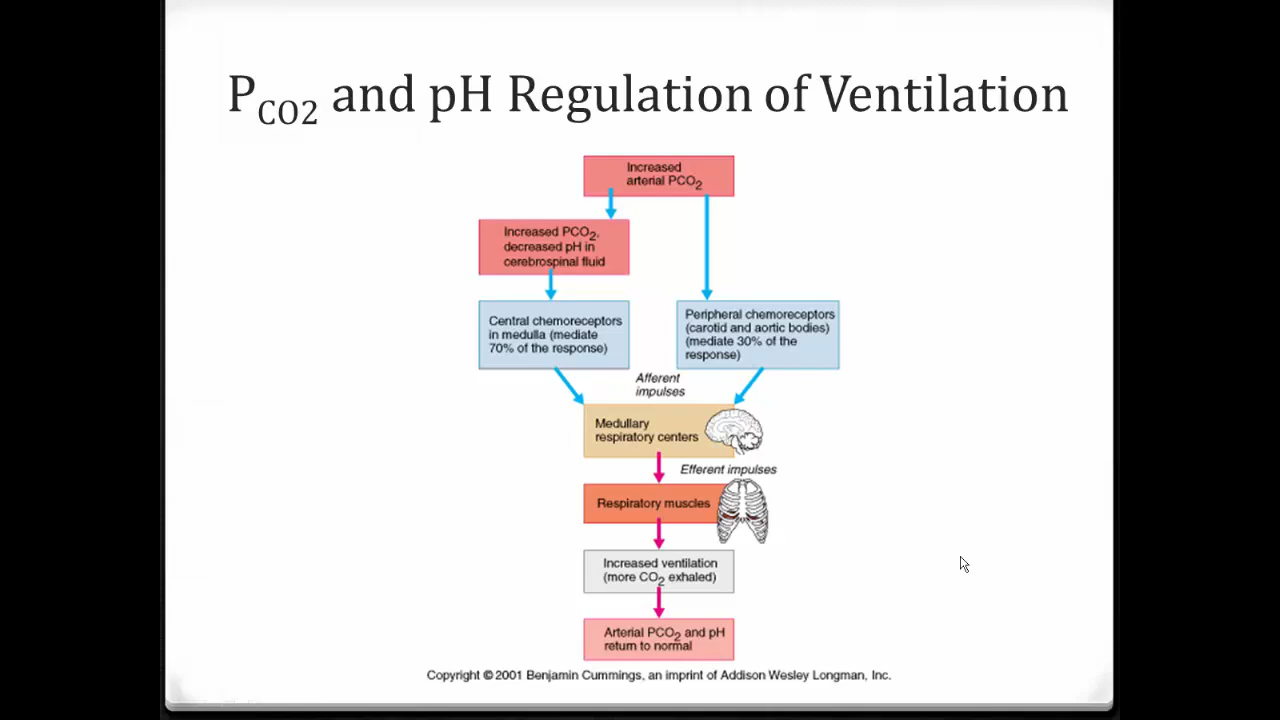 PCO2 and pH Regulation of Ventilation
Increased
arterial PCO2
Increased PCO2,
decreased pH in
cerebrospinal fluid
Central chemoreceptors
in medulla (mediate
70% of the response)
Peripheral chemoreceptors
(carotid and aortic bodies)
(mediate 30% of the
response)
Afferent
impulses
Medullary
respiratory centers
Efferent impulses
Respiratory muscles
Increased ventilation
(more CO2 exhaled)
Arterial PCO2 and pH
return to normal
Copyright © 2001 Benjamin Cummings, an imprint of Addison Wesley Longman, Inc.